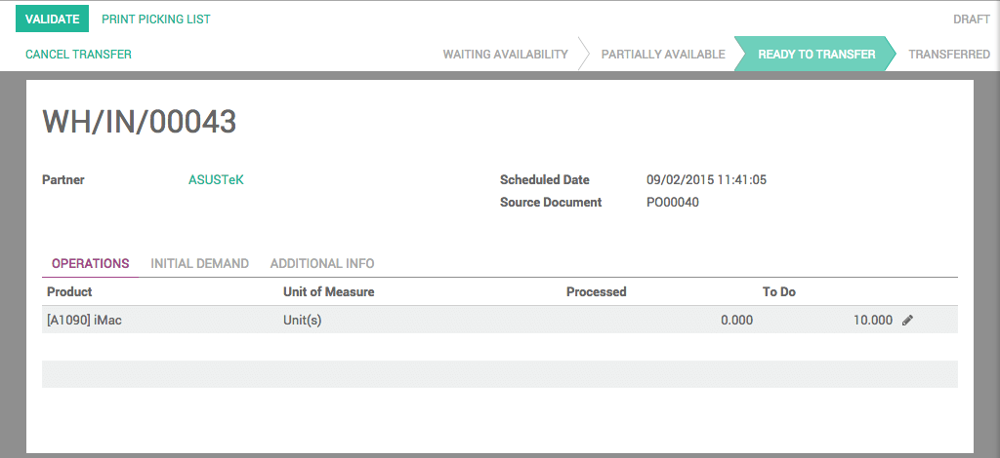 VALIDATE PRINT PICKING LIST DRAFT
CANCEL TRANSFER WAITING AVAILABILITY PARTIALLY AVAILABLE READY TO TRANSFER TRANSFERRED
WH/IN/00043
Partner ASUSTeK Scheduled Date 09/02/2015 11:41:05
Source Document PO00040
OPERATIONS INITIAL DEMAND ADDITIONAL INFO
Product Unit of Measure Processed To Do
[A1090] iMac Unit(s) 0.000 10.000